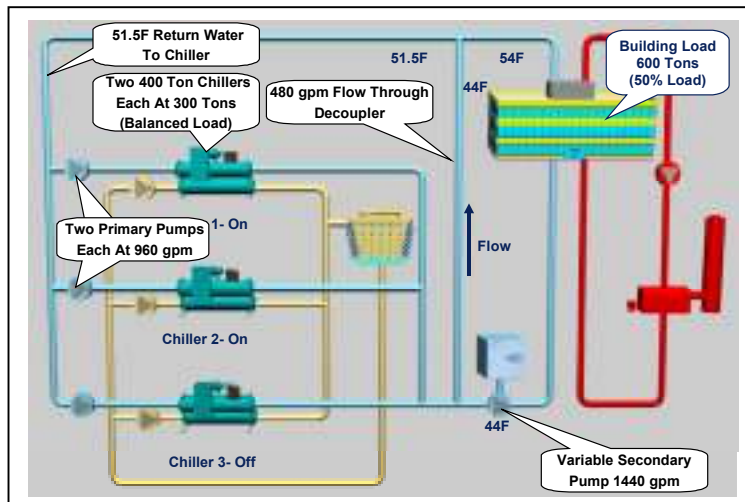 51.5F Return Water
To Chiller
51.5F
54F
Building Load
600 Tons
(50% Load)
Two 400 Ton Chillers
Each At 300 Tons
(Balanced Load)
480 gpm Flow Through
Decoupler
44F
Two Primary Pumps
Each At 960 gpm
1- On
Flow
Chiller 2- On
44F
Chiller 3- Off
Variable Secondary
Pump 1440 gpm